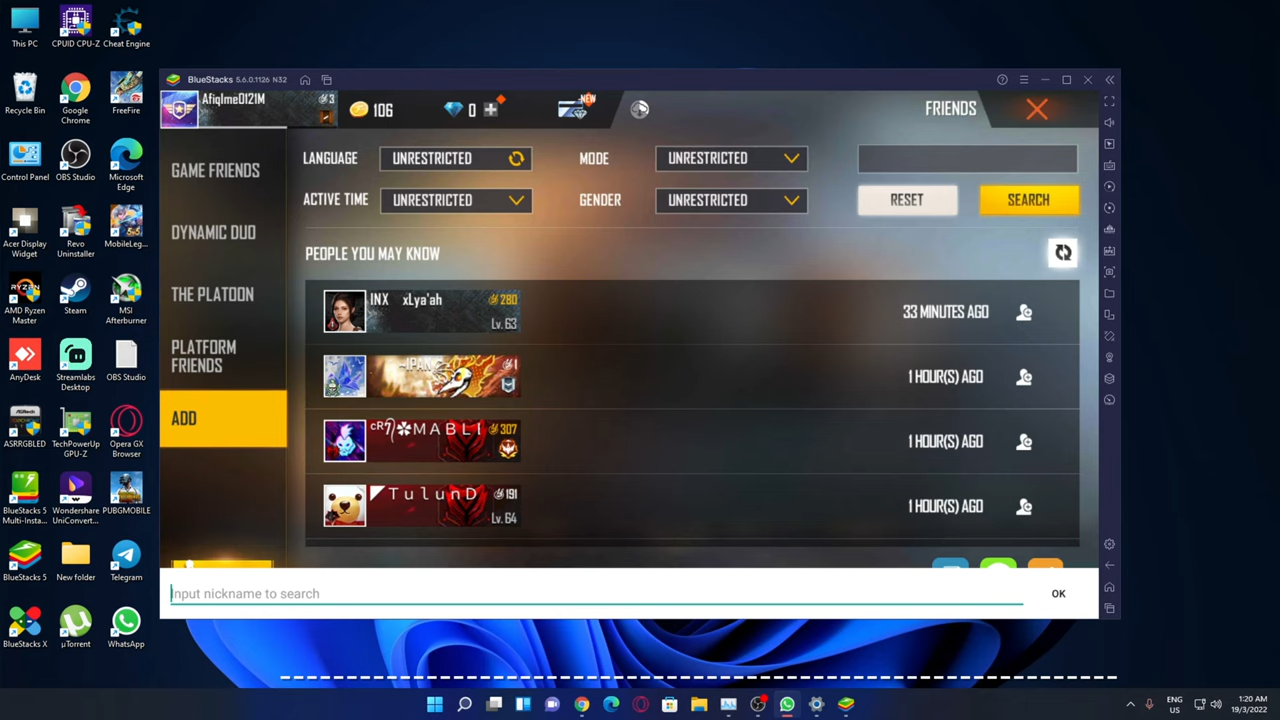 This PC
CPUID CPU-Z
Cheat Engine
Recycle Bin
Google
Chrome
FreeFire
Control Panel
OBS Studio
Microsoft
Edge
Acer Display
Widget
Revo
Uninstaller
MobileLeg...
AMD Ryzen
Master
Steam
MSI
Afterburner
AnyDesk
Streamlabs
Desktop
OBS Studio
ASRRGBLED
TechPowerUp
GPU-Z
Opera GX
Browser
BlueStacks 5
Multi-Insta...
Wondershare
UniConvert...
PUBGMOBILE
BlueStacks 5
New folder
Telegram
BlueStacks X
µTorrent
WhatsApp
BlueStacks 5.6.0.1126 N32
AfiqIme0121M
3
106
0
NEW
FRIENDS
GAME FRIENDS
DYNAMIC DUO
THE PLATOON
PLATFORM
FRIENDS
ADD
LANGUAGE UNRESTRICTED
MODE UNRESTRICTED
ACTIVE TIME UNRESTRICTED
GENDER UNRESTRICTED
RESET
SEARCH
PEOPLE YOU MAY KNOW
INX xLya'ah 280
Lv. 63
33 MINUTES AGO
~IPAN 1
1 HOUR(S) AGO
MABLE 307
1 HOUR(S) AGO
TulunD 191
Lv. 64
1 HOUR(S) AGO
Input nickname to search
OK
ENG
US
1:20 AM
19/3/2022